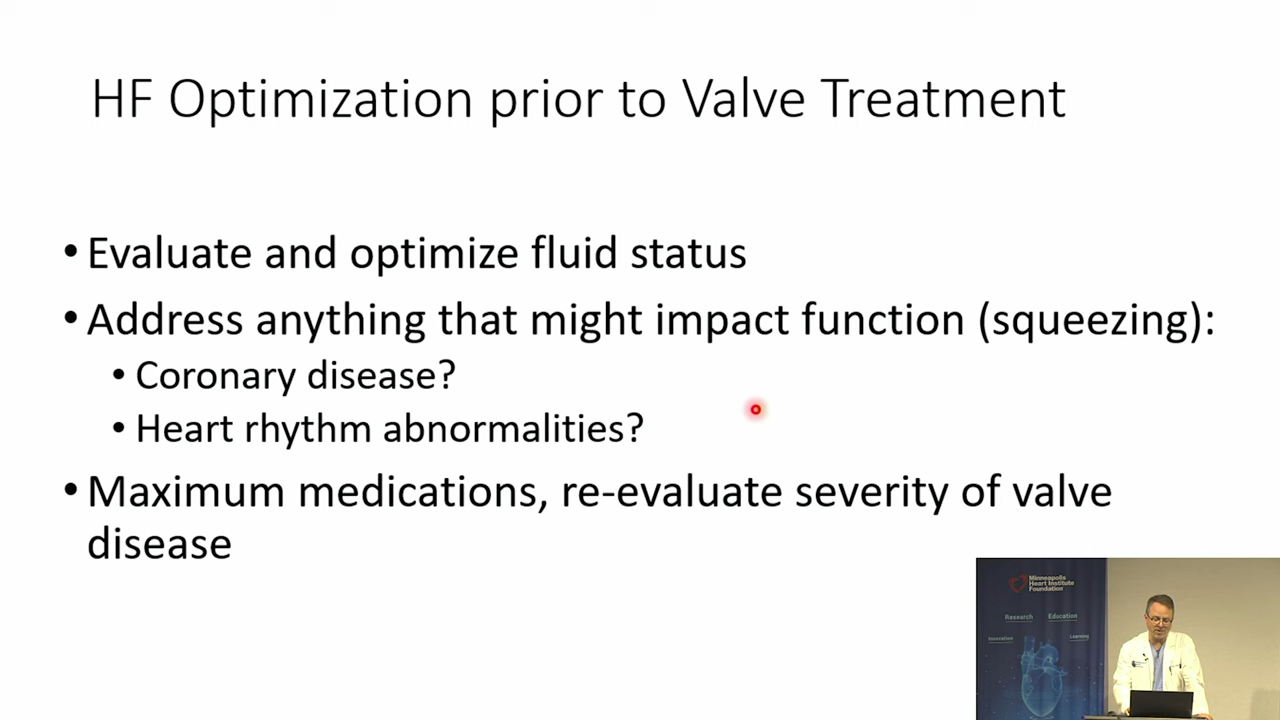 HF Optimization prior to Valve Treatment
• Evaluate and optimize fluid status
• Address anything that might impact function (squeezing):
• Coronary disease?
• Heart rhythm abnormalities?
• Maximum medications, re-evaluate severity of valve
disease
Minneapolis
Heart Institute
Foundation
Research
Education
Innovation
Learning